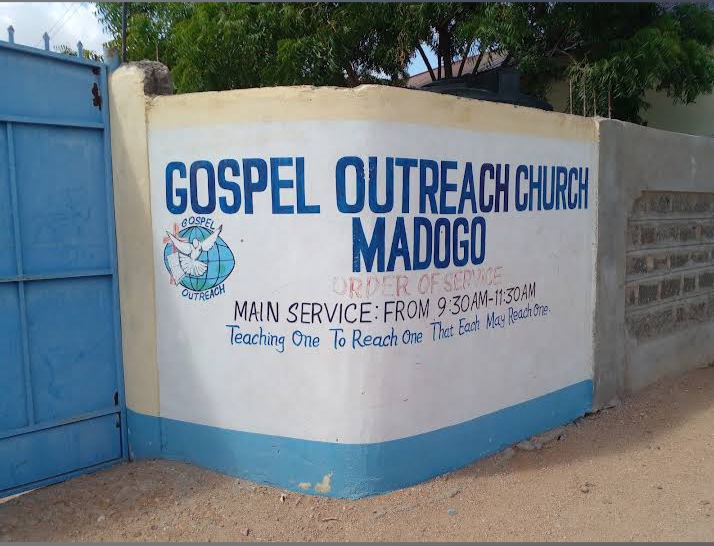 GOSPEL OUTREACH CHURCH
MADOGO
GOSPEL
OUTREACH
ORDER OF SERVICE
MAIN SERVICE: FROM 9:30AM-11:30AM
Teaching One To Reach One That Each May Reach One.